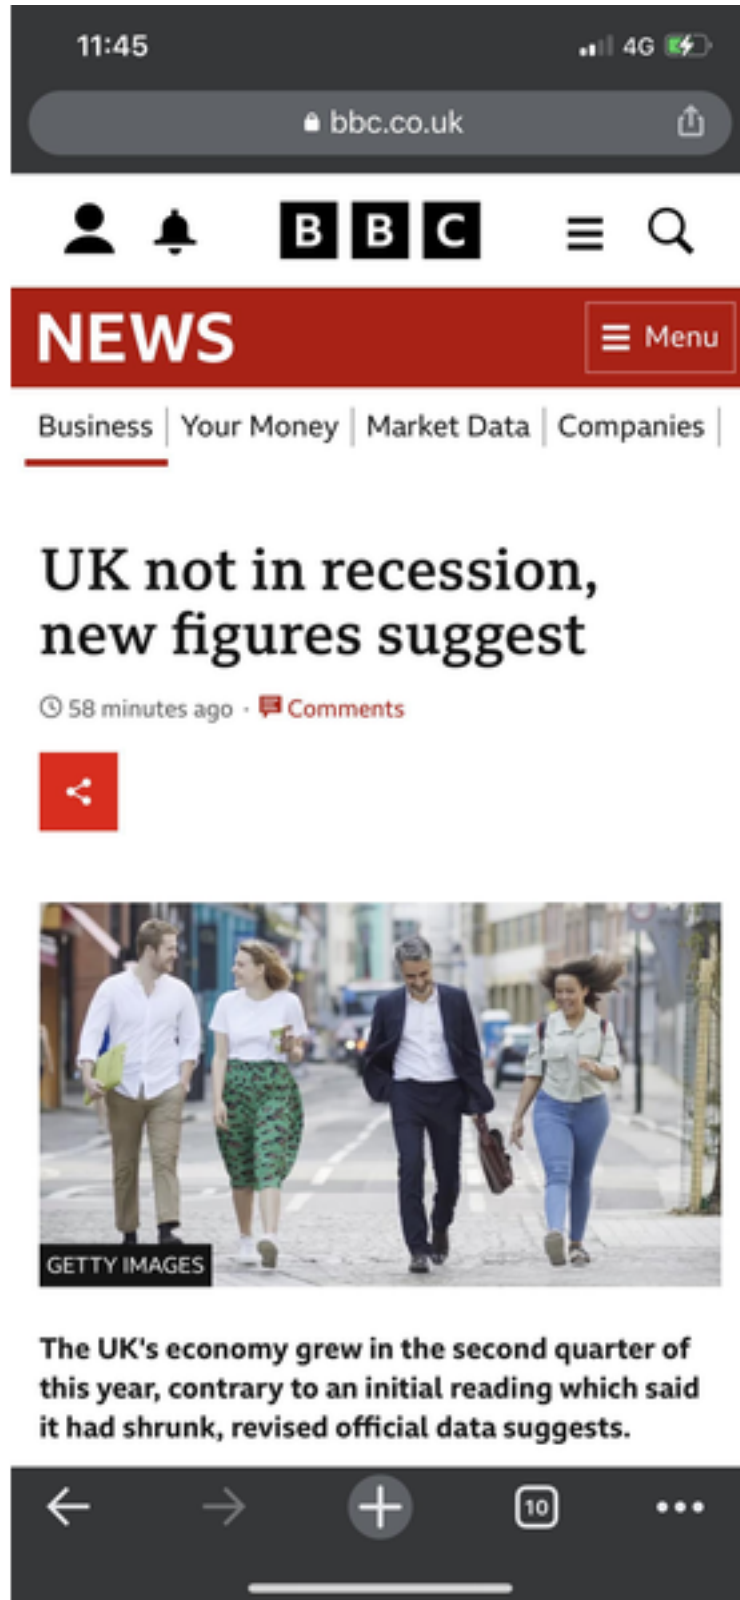 11:45 4G
bbc.co.uk
BBC
NEWS Menu
Business Your Money Market Data Companies
UK not in recession,
new figures suggest
58 minutes ago · Comments
GETTY IMAGES
The UK's economy grew in the second quarter of
this year, contrary to an initial reading which said
it had shrunk, revised official data suggests.
10